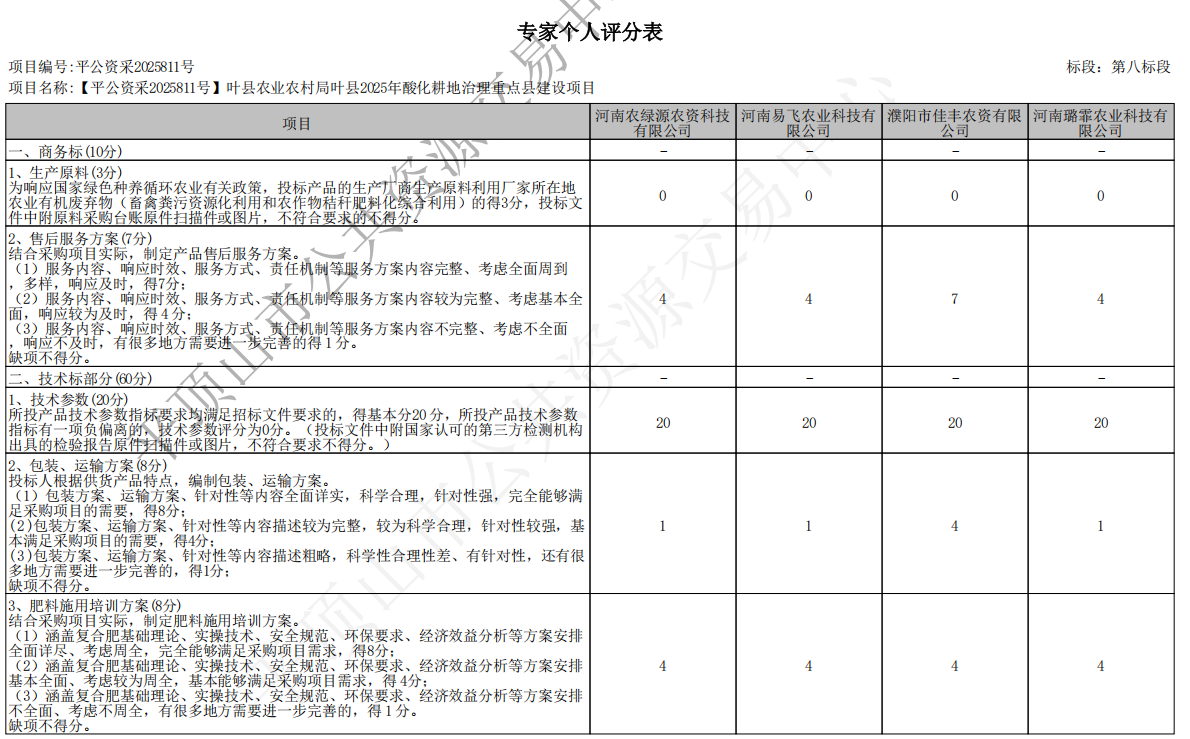 专家个人评分表
项目编号:平公资采2025811号
标段：第八标段
项目名称:【平公资采2025811号】叶县农业农村局叶县2025年酸化耕地治理重点县建设项目
项目
河南农绿源农资科技
有限公司
河南易飞农业科技有
限公司
濮阳市佳丰农资有限
公司
河南璐霏农业科技有
限公司
一、商务标(10分)
－ － － －
1、生产原料(3分)
为响应国家绿色种养循环农业有关政策，投标产品的生产厂商生产原料利用厂家所在地
农业有机废弃物（畜禽粪污资源化利用和农作物秸秆肥料化综合利用）的得3分，投标文
件中附原料采购台账原件扫描件或图片，不符合要求的不得分。
0 0 0 0
2、售后服务方案(7分)
结合采购项目实际，制定产品售后服务方案。
（1）服务内容、响应时效、服务方式、责任机制等服务方案内容完整、考虑全面周到
，多样，响应及时，得7分；
（2）服务内容、响应时效、服务方式、责任机制等服务方案内容较为完整、考虑基本全
面，响应较为及时，得 4 分；
（3）服务内容、响应时效、服务方式、责任机制等服务方案内容不完整、考虑不全面
，响应不及时，有很多地方需要进一步完善的得 1 分。
缺项不得分。
4 4 7 4
二、技术标部分(60分)
－ － － －
1、技术参数(20分)
所投产品技术参数指标要求均满足招标文件要求的，得基本分20 分，所投产品技术参数
指标有一项负偏离的，技术参数评分为0分。（投标文件中附国家认可的第三方检测机构
出具的检验报告原件扫描件或图片，不符合要求不得分。）
20 20 20 20
2、包装、运输方案(8分)
投标人根据供货产品特点，编制包装、运输方案。
（1）包装方案、运输方案、针对性等内容全面详实，科学合理，针对性强，完全能够满
足采购项目的需要，得8分；
(2)包装方案、运输方案、针对性等内容描述较为完整，较为科学合理，针对性较强，基
本满足采购项目的需要，得4分；
(3)包装方案、运输方案、针对性等内容描述粗略，科学性合理性差、有针对性，还有很
多地方需要进一步完善的，得1分；
缺项不得分。
1 1 4 1
3、肥料施用培训方案(8分)
结合采购项目实际，制定肥料施用培训方案。
（1）涵盖复合肥基础理论、实操技术、安全规范、环保要求、经济效益分析等方案安排
全面详尽、考虑周全，完全能够满足采购项目需求，得8分；
（2）涵盖复合肥基础理论、实操技术、安全规范、环保要求、经济效益分析等方案安排
基本全面、考虑较为周全，基本能够满足采购项目需求，得 4分；
（3）涵盖复合肥基础理论、实操技术、安全规范、环保要求、经济效益分析等方案安排
不全面、考虑不周全，有很多地方需要进一步完善的，得 1 分。
缺项不得分。
4 4 4 4
平顶山市公共资源交易中
平顶山市公共资源交易中心